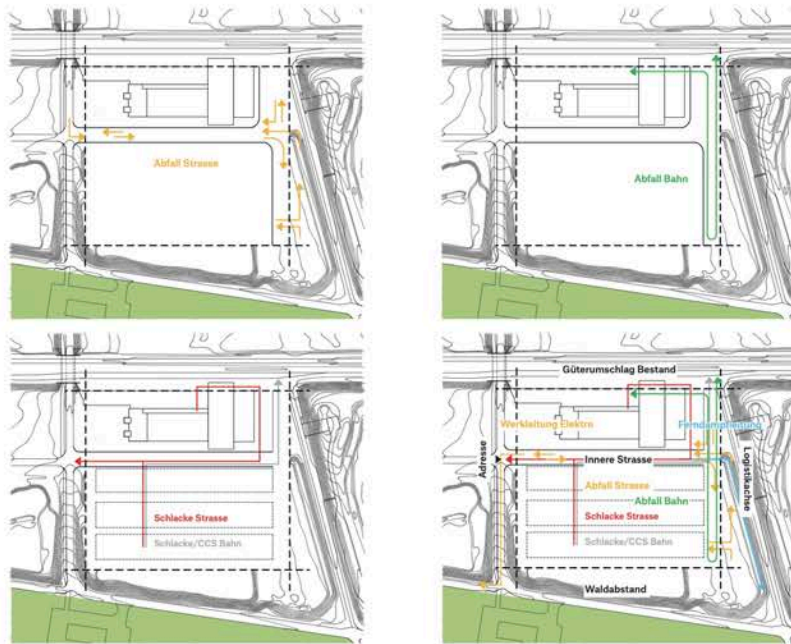 Abfall Strasse
Abfall Bahn
Schlacke Strasse
Schlacke/CCS Bahn
Güterumschlag Bestand
Werkleitung Elektro
Ferndampfleitung
Adresse
Innere Strasse
Logistikachse
Abfall Strasse
Abfall Bahn
Schlacke Strasse
Schlacke/CCS Bahn
Waldabstand